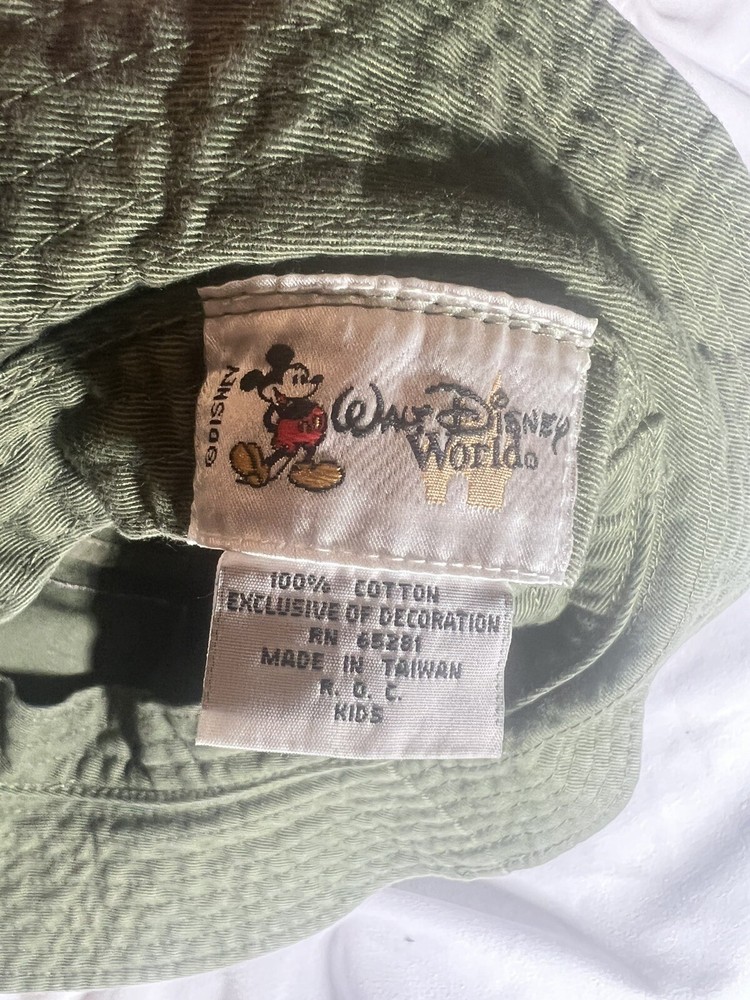 ©DISNEY
WALT DISNEY
World®
100% COTTON
EXCLUSIVE OF DECORATION
RN 65281
MADE IN TAIWAN
R. O. C.
KIDS